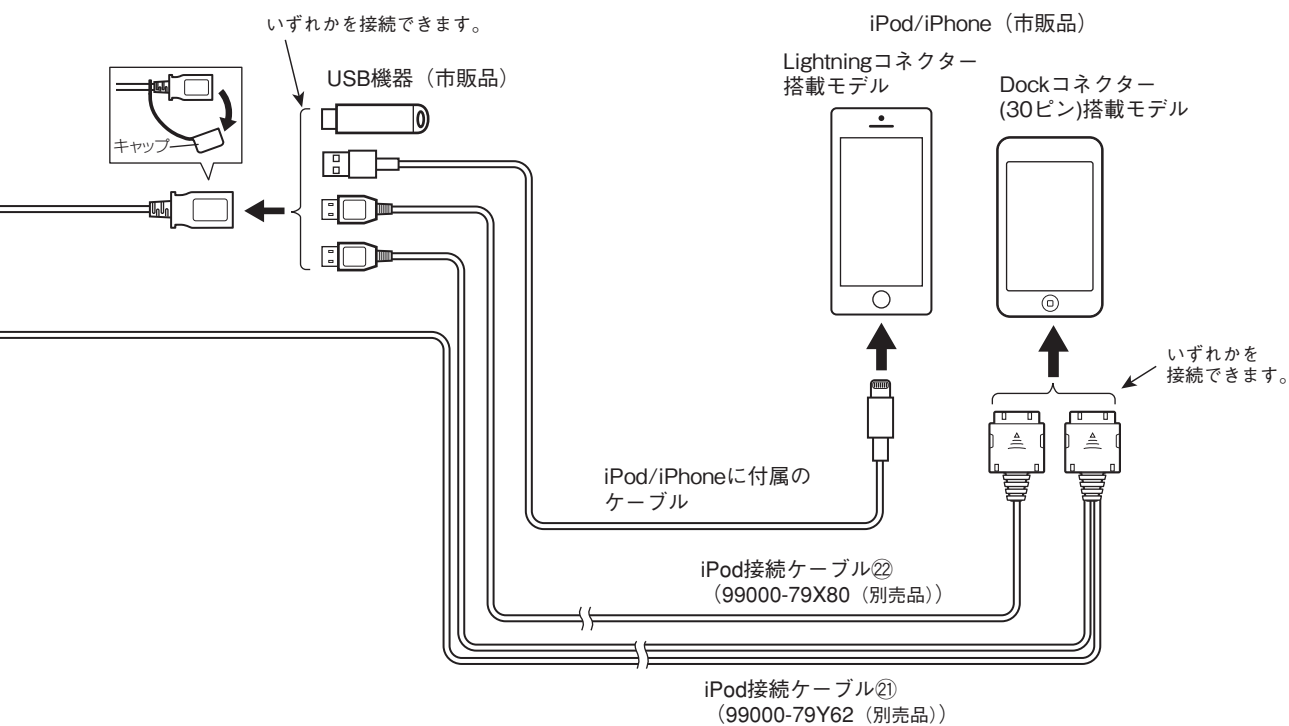 いずれかを接続できます。
iPod/iPhone（市販品）
Lightningコネクター
搭載モデル
USB機器（市販品）
Dockコネクター
(30ピン)搭載モデル
キャップ
いずれかを
接続できます。
iPod/iPhoneに付属の
ケーブル
iPod接続ケーブル㉒
（99000-79X80（別売品））
iPod接続ケーブル㉑
（99000-79Y62（別売品））